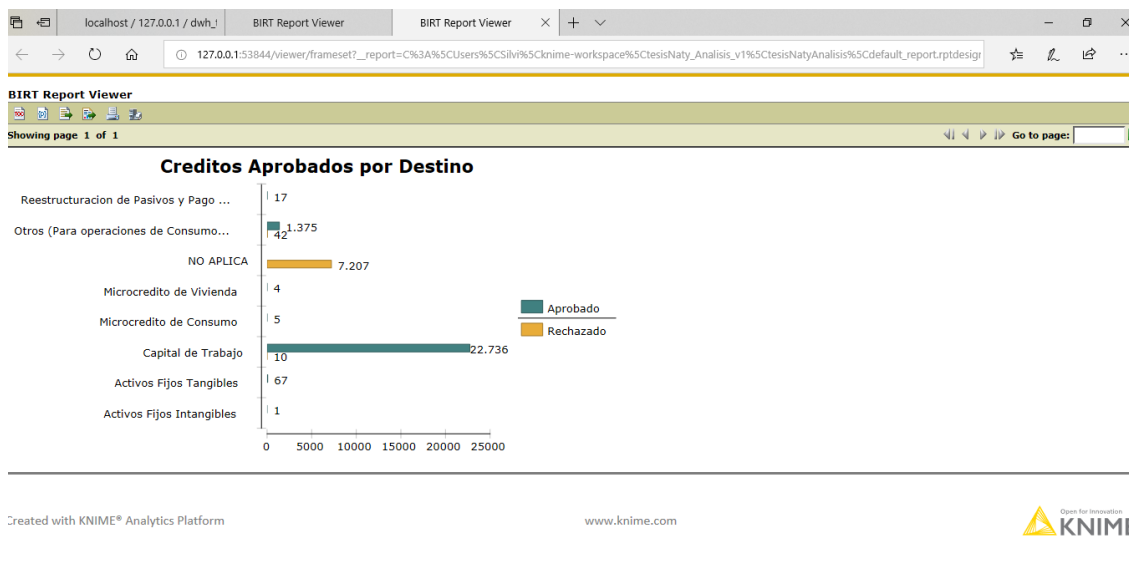 localhost / 127.0.0.1 / dwh_t
BIRT Report Viewer
BIRT Report Viewer
127.0.0.1:53844/viewer/frameset?__report=C%3A%5CUsers%5CSilvi%5Cknime-workspace%5CtesisNaty_Analisis_v1%5CtesisNatyAnalisis%5Cdefault_report.rptdesign
BIRT Report Viewer
Showing page 1 of 1
Go to page:
Creditos Aprobados por Destino
Reestructuracion de Pasivos y Pago ...
17
Otros (Para operaciones de Consumo...
1.375
42
NO APLICA
7.207
Microcredito de Vivienda
4
Microcredito de Consumo
5
Capital de Trabajo
22.736
10
Activos Fijos Tangibles
67
Activos Fijos Intangibles
1
0 5000 10000 15000 20000 25000
Aprobado
Rechazado
Created with KNIME® Analytics Platform
www.knime.com
Open for Innovation
KNIME